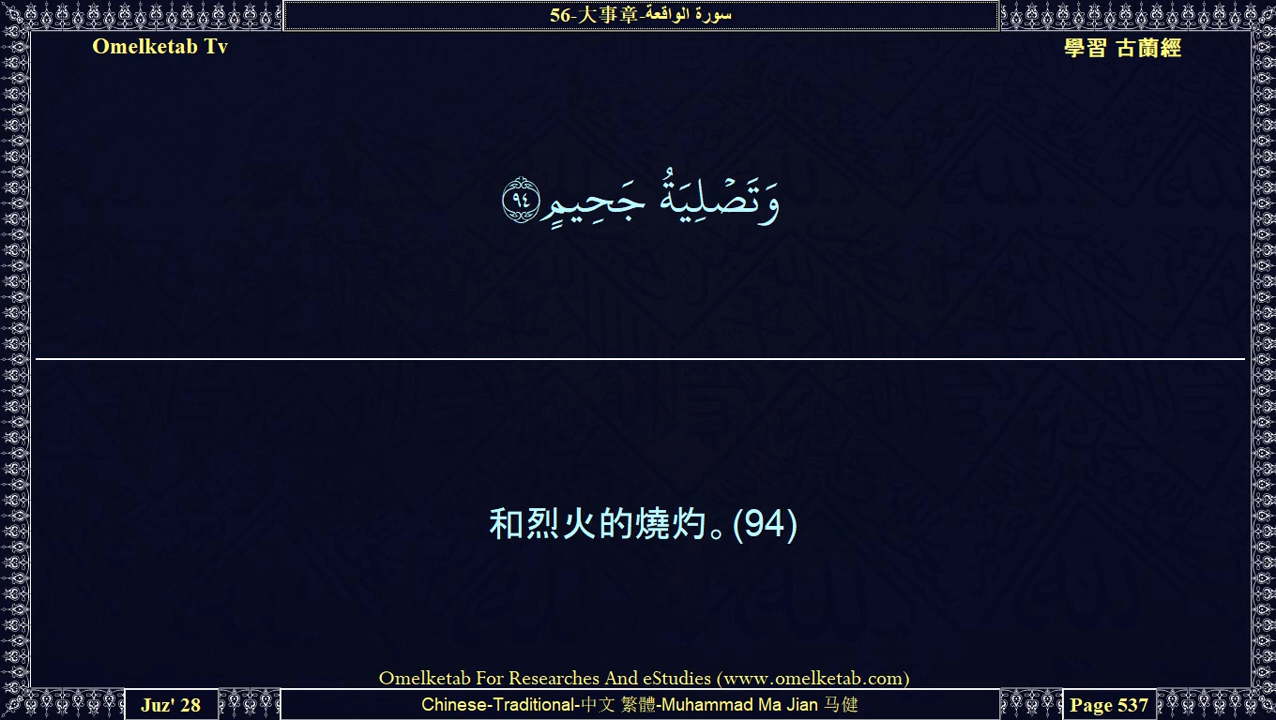 56-大事章-سورة الواقعة
Omelketab Tv
學習 古蘭經
وَتَصْلِيَةُ جَحِيمٍ ٩٤
和烈火的燒灼。(94)
Omelketab For Researches And eStudies (www.omelketab.com)
Juz' 28
Chinese-Traditional-中文 繁體-Muhammad Ma Jian 马健
Page 537